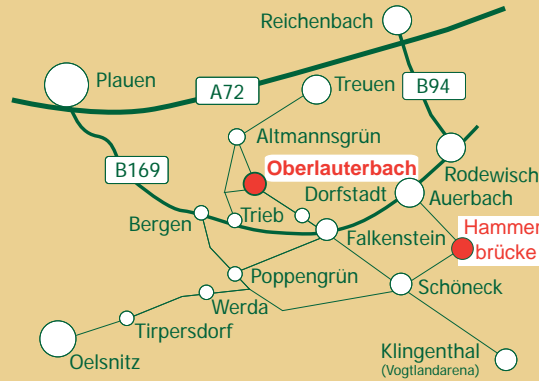 Reichenbach
Plauen
A72
Treuen
B94
Altmannsgrün
B169
Oberlauterbach
Rodewisch
Dorfstadt
Auerbach
Bergen
Trieb
Falkenstein
Hammer
brücke
Poppengrün
Schöneck
Werda
Tirpersdorf
Oelsnitz
Klingenthal
(Vogtlandarena)